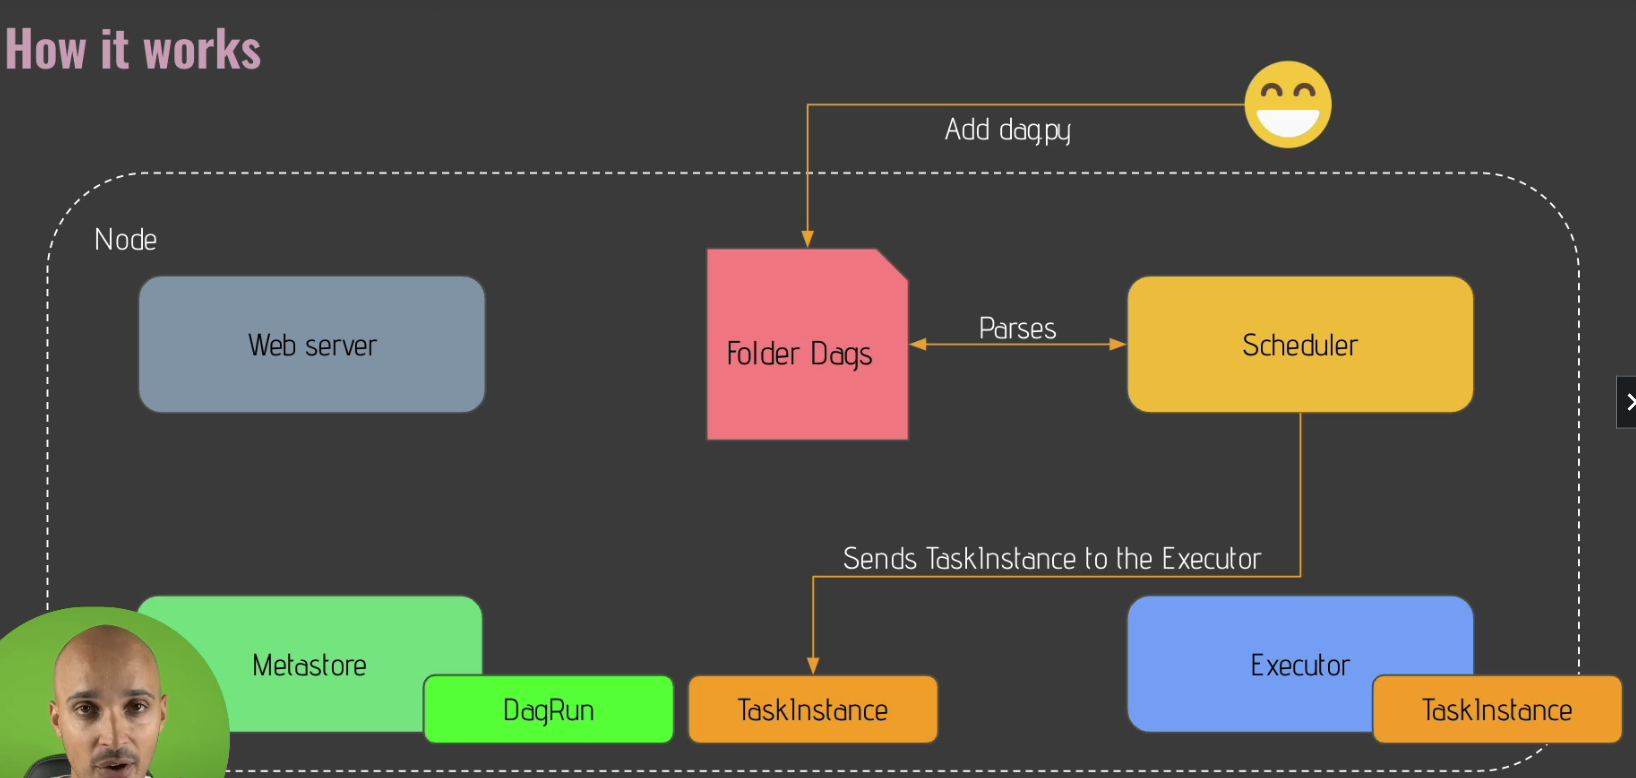 How it works
Add dag.py
Node
Web server
Folder Dags
Parses
Scheduler
Sends TaskInstance to the Executor
Metastore
DagRun
TaskInstance
Executor
TaskInstance